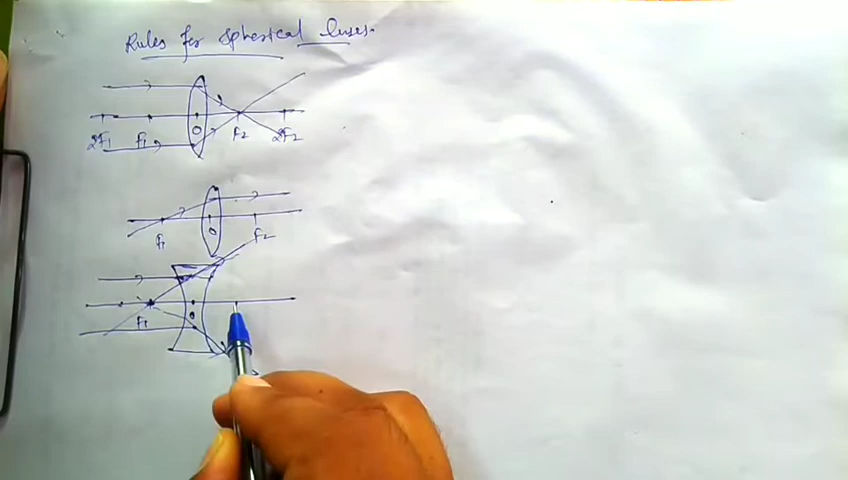 Rules for Spherical lenses.
2F1 F1 O F2 2F2
F1 O F2
F1 O